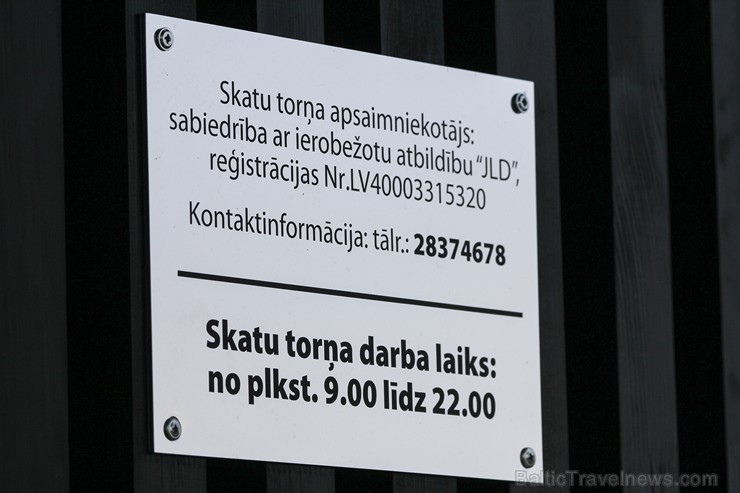 Skatu torņa apsaimniekotājs:
sabiedrība ar ierobežotu atbildību “JLD”,
reģistrācijas Nr.LV40003315320
Kontaktinformācija: tālr.: 28374678
Skatu torņa darba laiks:
no plkst. 9.00 līdz 22.00
BalticTravelnews.com